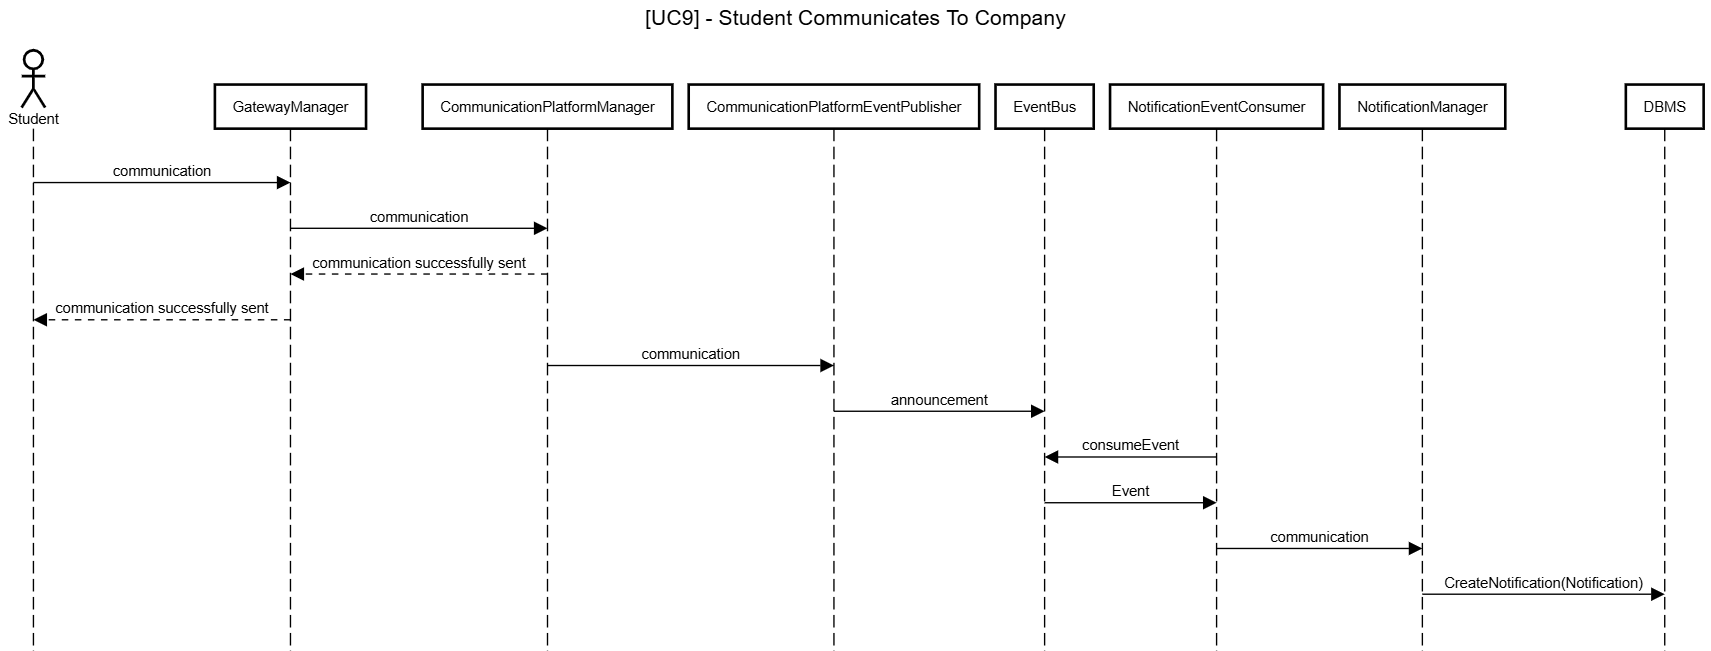 [UC9] - Student Communicates To Company
Student
GatewayManager
CommunicationPlatformManager
CommunicationPlatformEventPublisher
EventBus
NotificationEventConsumer
NotificationManager
DBMS
communication
communication
communication successfully sent
communication successfully sent
communication
announcement
consumeEvent
Event
communication
CreateNotification(Notification)